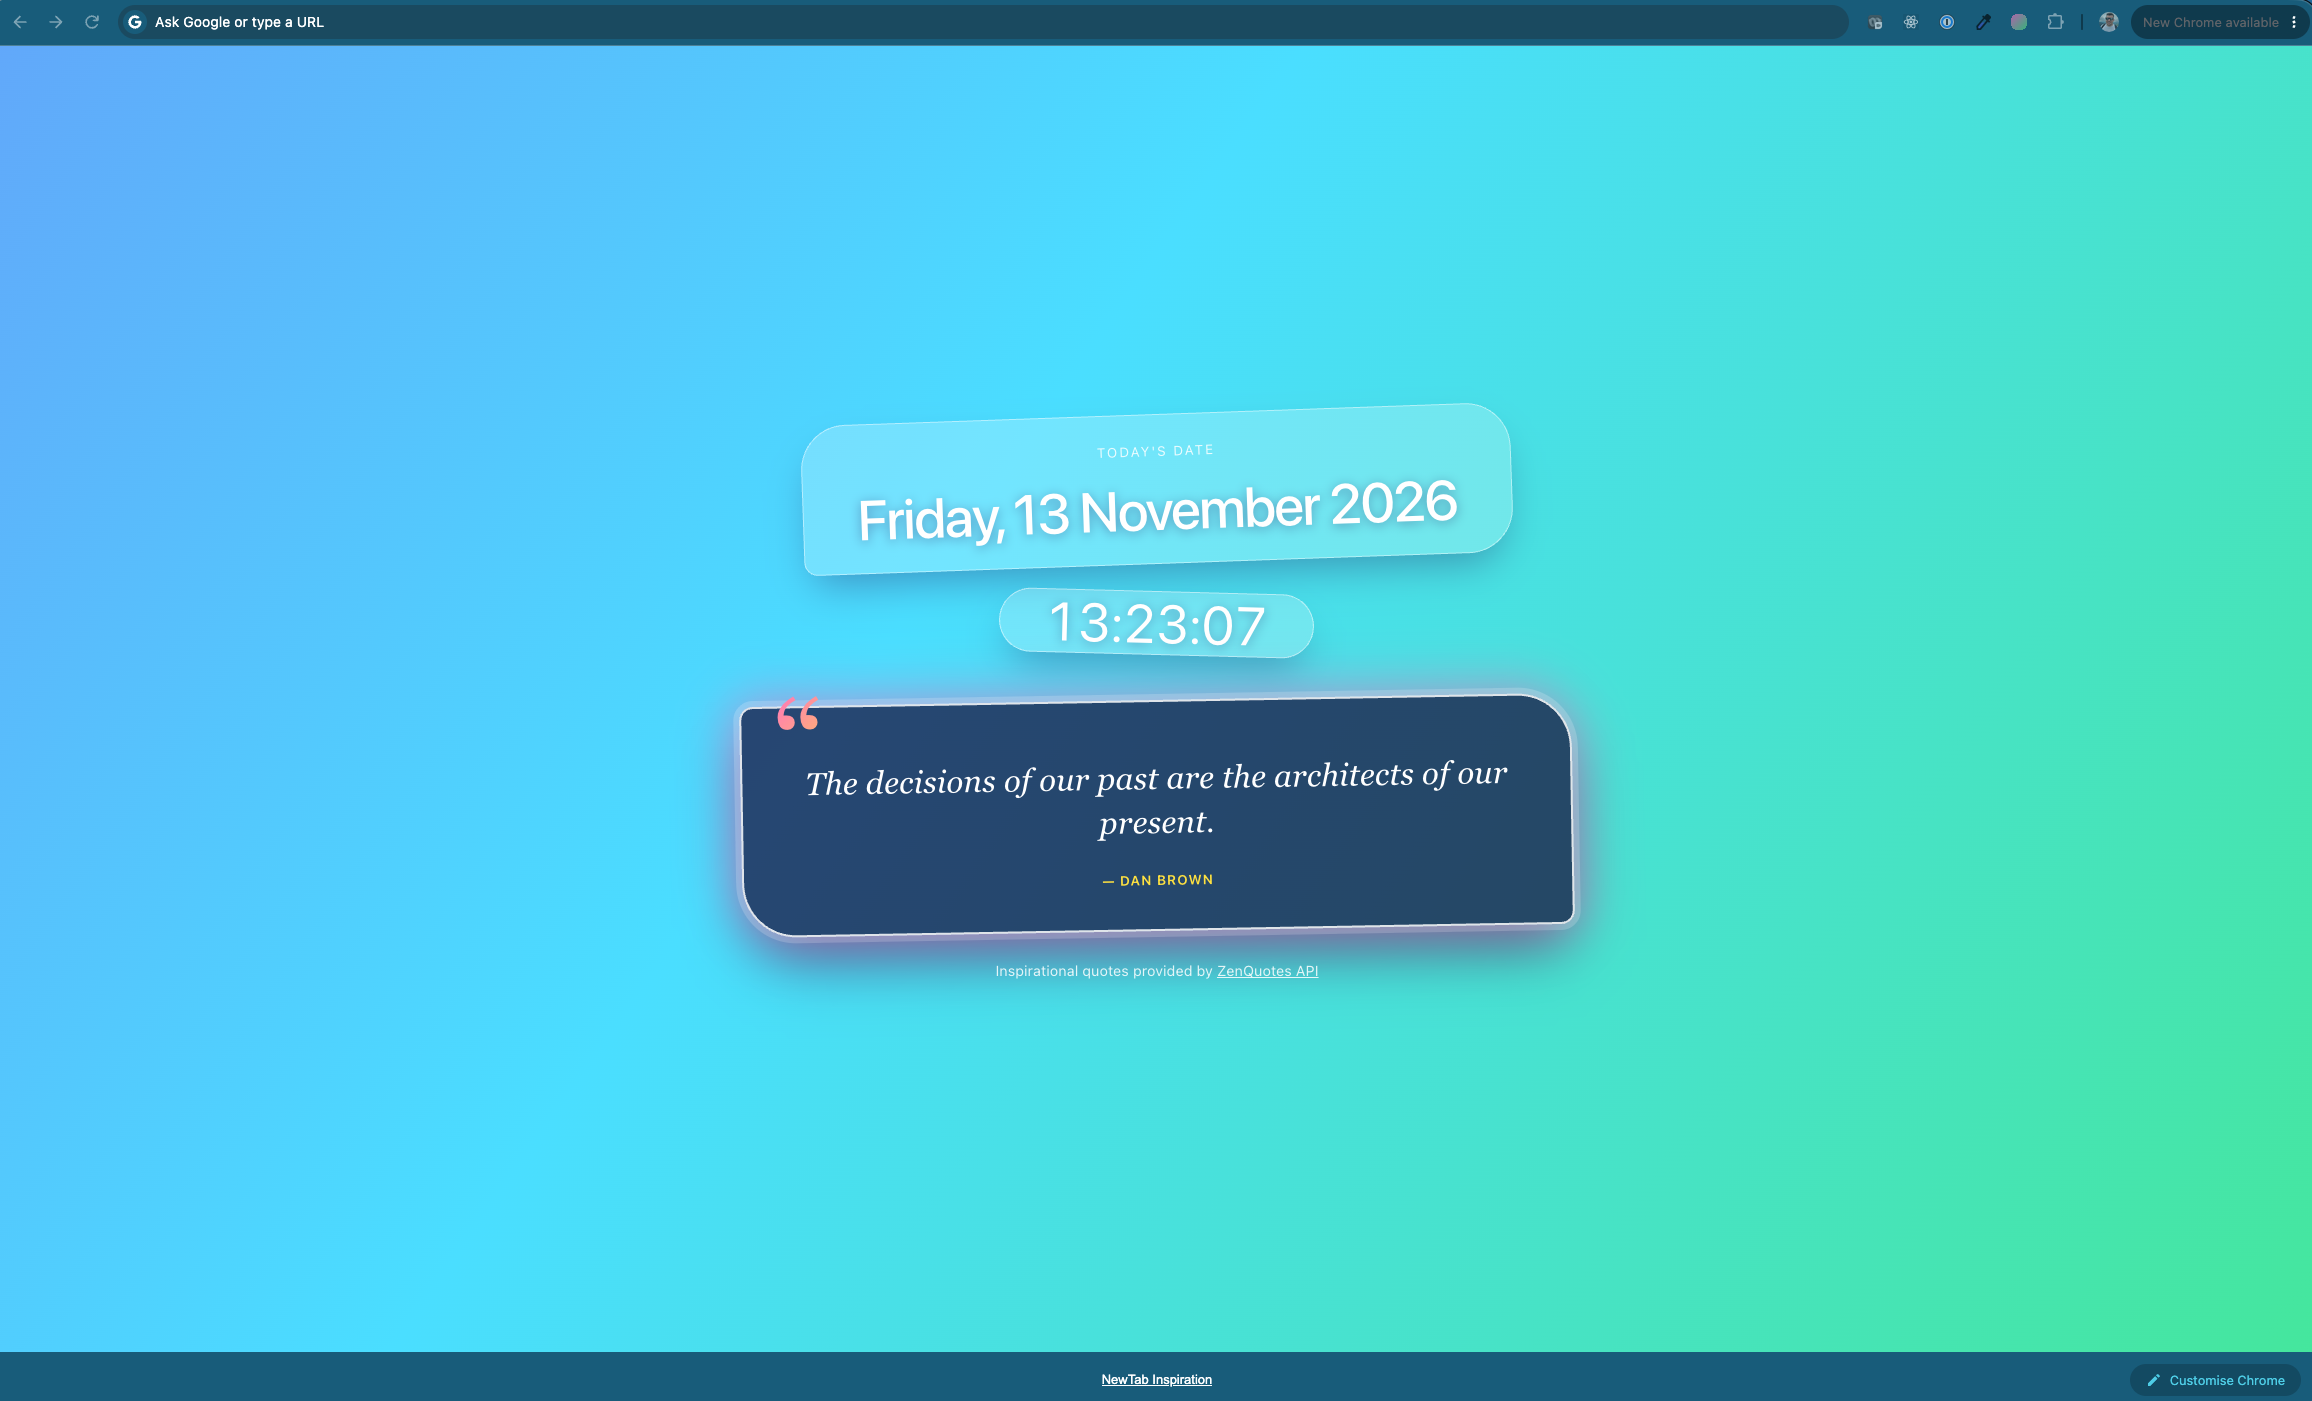 Ask Google or type a URL
New Chrome available
TODAY'S DATE
Friday, 13 November 2026
13:23:07
“
The decisions of our past are the architects of our
present.
— DAN BROWN
Inspirational quotes provided by ZenQuotes API
NewTab Inspiration
Customise Chrome